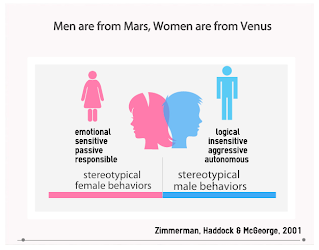 Men are from Mars, Women are from Venus
emotional
sensitive
passive
responsible
logical
insensitive
aggressive
autonomous
stereotypical
female behaviors
stereotypical
male behaviors
Zimmerman, Haddock & McGeorge, 2001